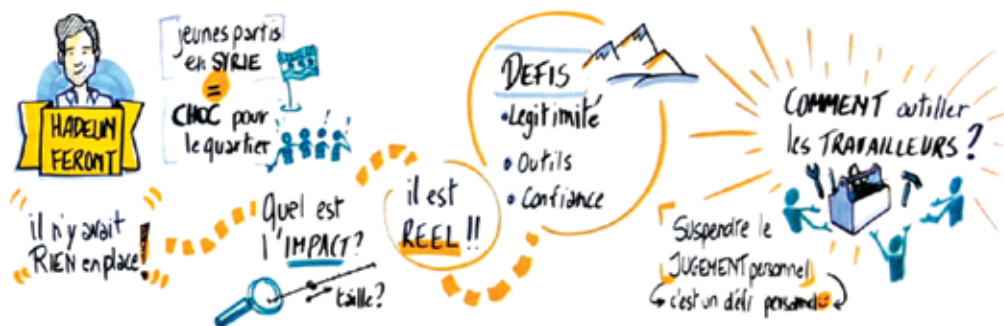 HADELIN
FERONT
jeunes partis
en SYRIE
=
CHOC pour
le quartier
il n'y avait
RIEN en place!
Quel est
l'IMPACT?
taille?
il est
REEL!!
DEFIS
•Legitimité
• Outils
• Confiance
COMMENT outiller
les TRAVAILLEURS?
Suspendre le
JUGEMENT personnel
c'est un défi personnel